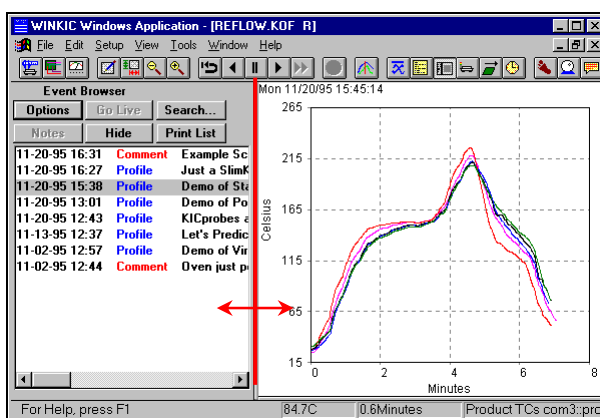 WINKIC Windows Application - [REFLOW.KOF R]
File Edit Setup View Tools Window Help
Event Browser
Options Go Live Search...
Notes Hide Print List
11-20-95 16:31 Comment Example Sc
11-20-95 16:27 Profile Just a SlimK
11-20-95 15:38 Profile Demo of Sta
11-20-95 13:01 Profile Demo of Po
11-20-95 12:43 Profile KICprobes a
11-13-95 12:37 Profile Let's Predic
11-02-95 12:57 Profile Demo of Vir
11-02-95 12:44 Comment Oven just p
Mon 11/20/95 15:45:14
265
215
165
115
65
15
Celsius
0 2 4 6 8
Minutes
For Help, press F1 84.7C 0.6Minutes Product TCs com3::pro